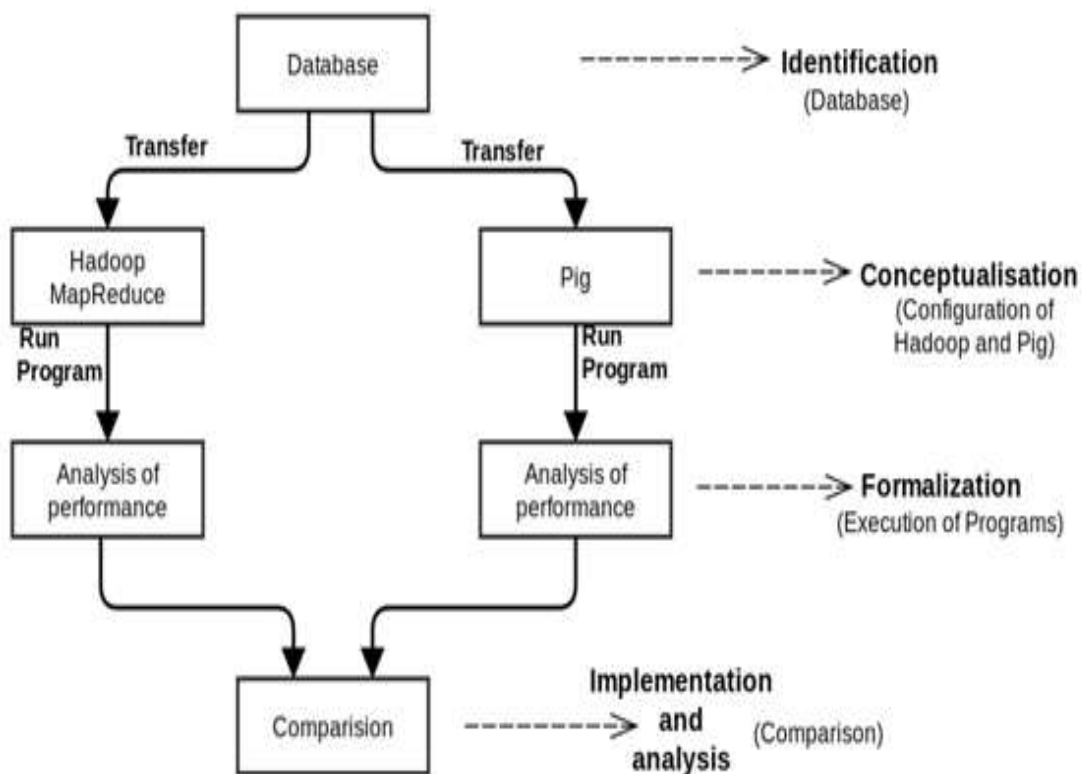 Database
Identification
(Database)
Transfer
Transfer
Hadoop
MapReduce
Pig
Conceptualisation
(Configuration of
Hadoop and Pig)
Run
Program
Run
Program
Analysis of
performance
Analysis of
performance
Formalization
(Execution of Programs)
Comparision
Implementation
and
analysis
(Comparison)